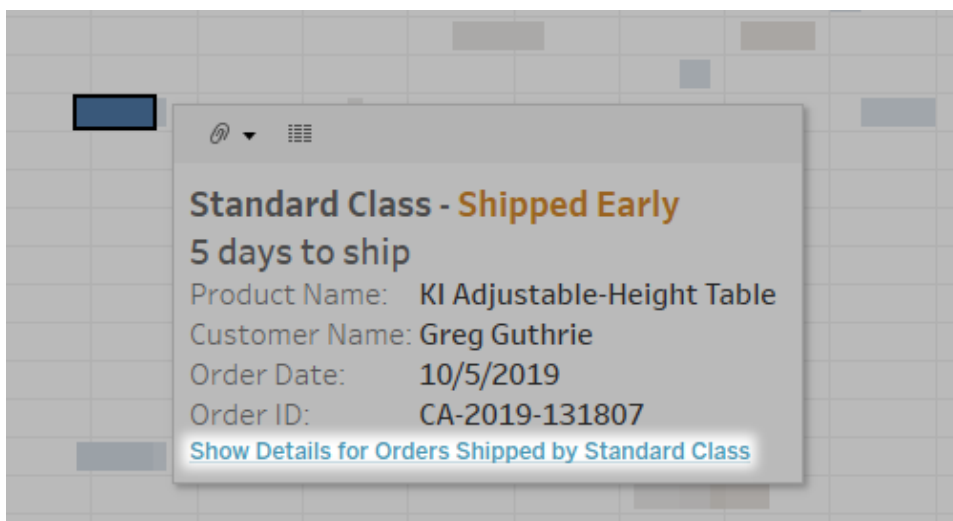 Standard Class - Shipped Early
5 days to ship
Product Name: KI Adjustable-Height Table
Customer Name: Greg Guthrie
Order Date: 10/5/2019
Order ID: CA-2019-131807
Show Details for Orders Shipped by Standard Class